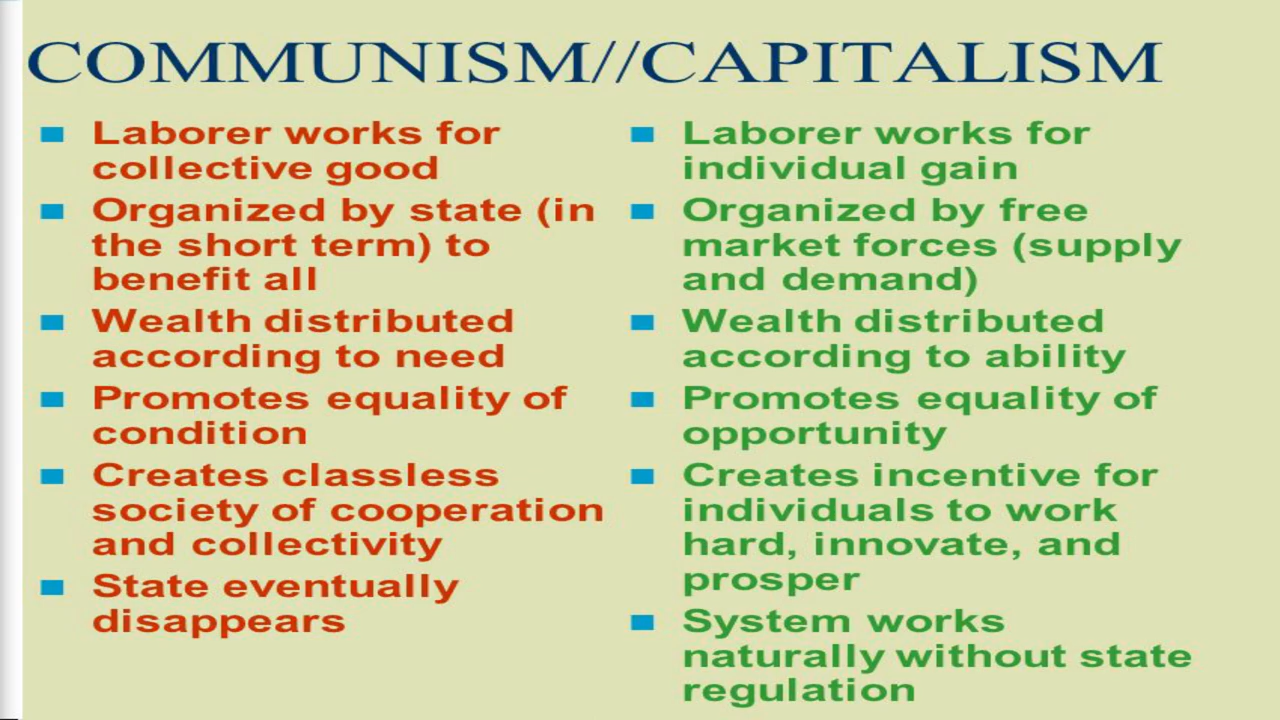 COMMUNISM//CAPITALISM
Laborer works for
collective good
Organized by state (in
the short term) to
benefit all
Wealth distributed
according to need
Promotes equality of
condition
Creates classless
society of cooperation
and collectivity
State eventually
disappears
Laborer works for
individual gain
Organized by free
market forces (supply
and demand)
Wealth distributed
according to ability
Promotes equality of
opportunity
Creates incentive for
individuals to work
hard, innovate, and
prosper
System works
naturally without state
regulation